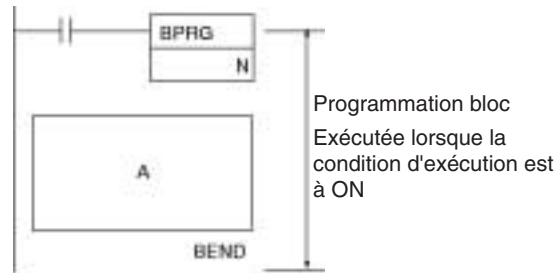 BPRG
N
Programmation bloc
Exécutée lorsque la
condition d'exécution est
à ON
A
BEND